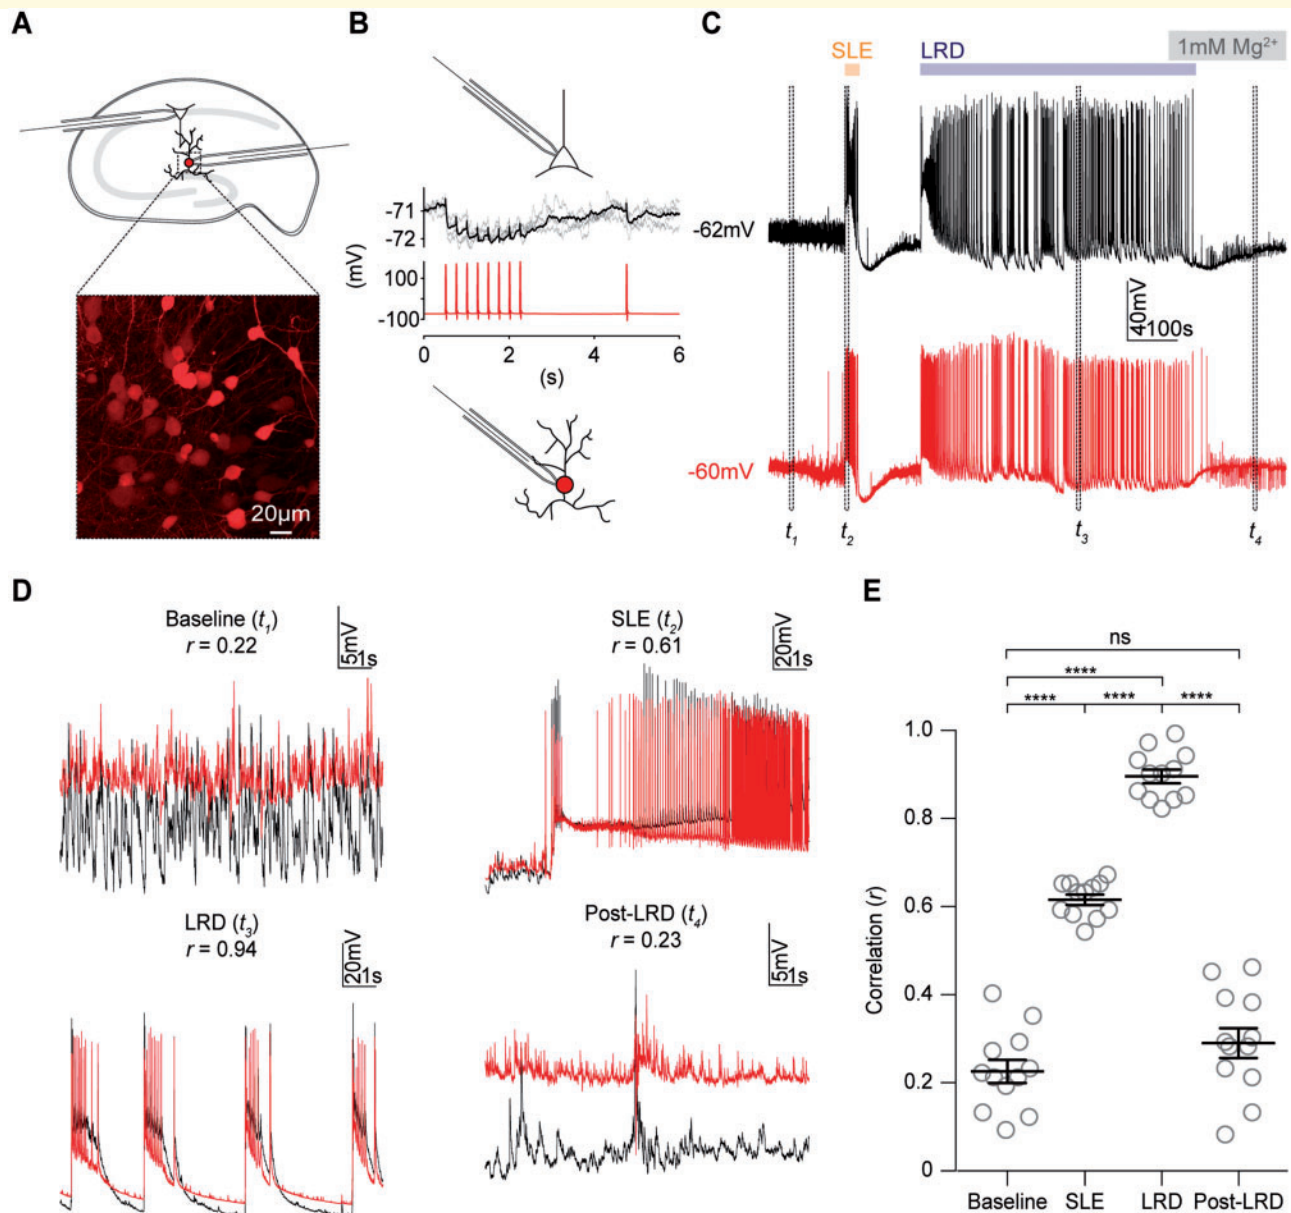 A
20µm
B
-71
-72
(mV)
100
-100
0 2 4 6
(s)
C
SLE
LRD
1mM Mg²⁺
-62mV
40mV
100s
-60mV
t₁ t₂ t₃ t₄
D
Baseline (t₁)
r = 0.22
5mV
1s
SLE (t₂)
r = 0.61
20mV
1s
LRD (t₃)
r = 0.94
20mV
1s
Post-LRD (t₄)
r = 0.23
5mV
1s
E
ns
****
**** **** ****
Correlation (r)
1.0
0.8
0.6
0.4
0.2
0
Baseline SLE LRD Post-LRD